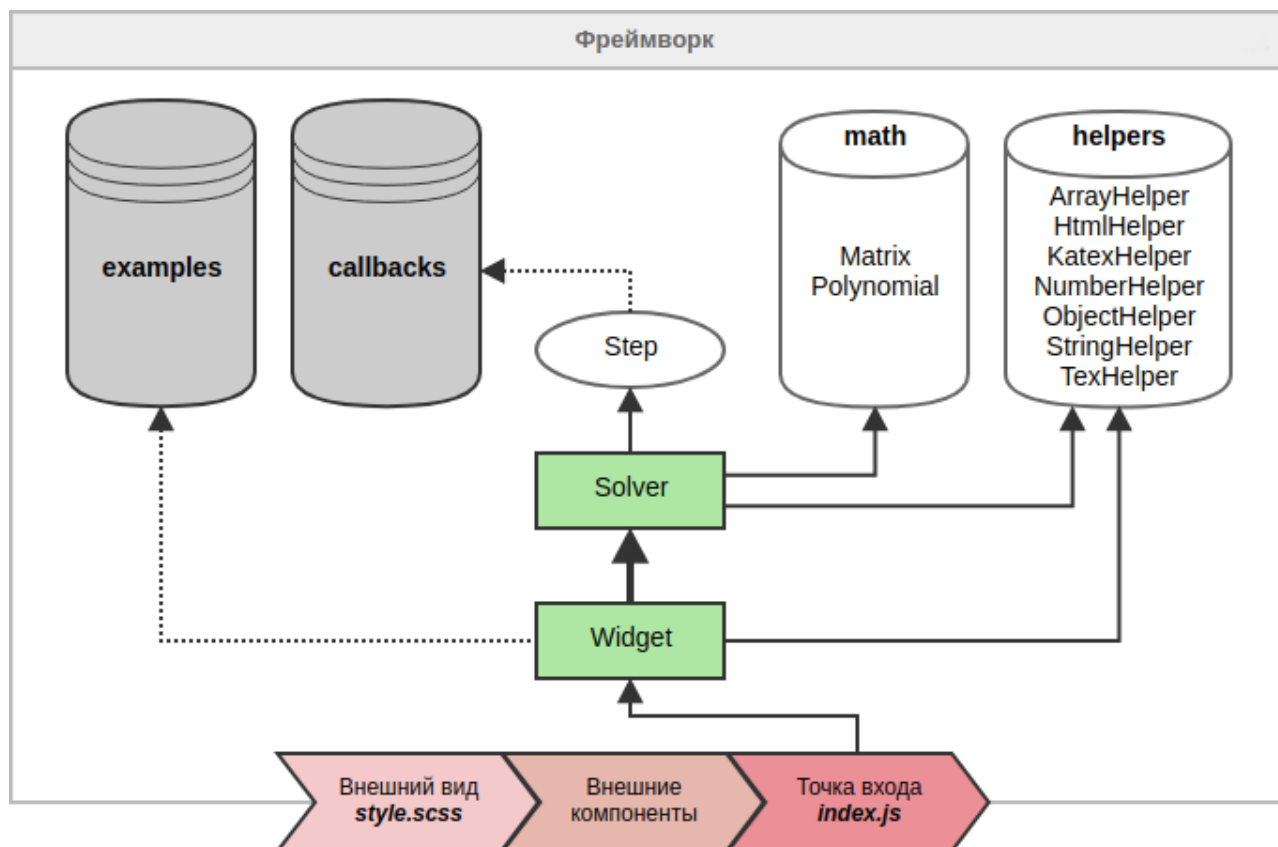 Фреймворк
examples
callbacks
Step
math
Matrix
Polynomial
helpers
ArrayHelper
HtmlHelper
KatexHelper
NumberHelper
ObjectHelper
StringHelper
TexHelper
Solver
Widget
Внешний вид
style.scss
Внешние
компоненты
Точка входа
index.js